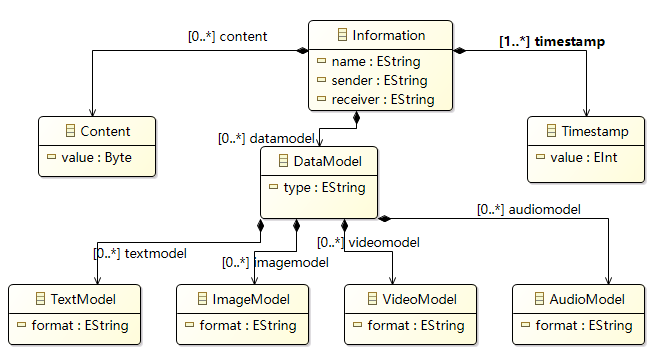 [0..*] content
Information
[1..*] timestamp
name : EString
sender : EString
receiver : EString
Content
value : Byte
[0..*] datamodel
Timestamp
value : EInt
DataModel
type : EString
[0..*] audiomodel
[0..*] textmodel
[0..*] imagemodel
[0..*] videomodel
TextModel
format : EString
ImageModel
format : EString
VideoModel
format : EString
AudioModel
format : EString